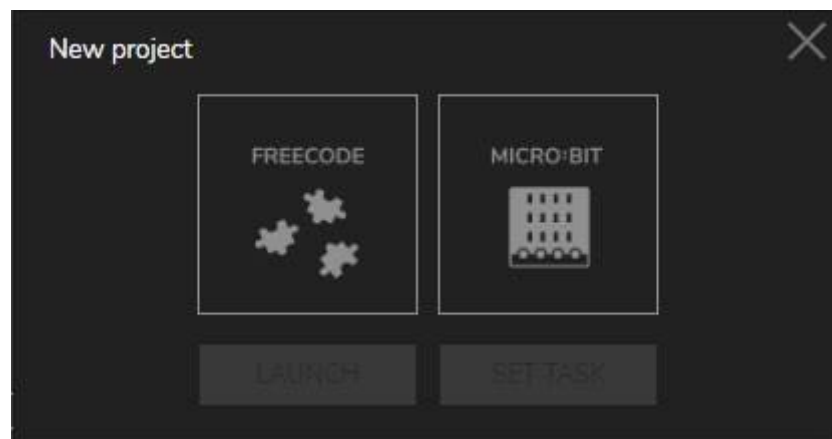 New project
FREECODE
MICRO:BIT
LAUNCH
SET TASK